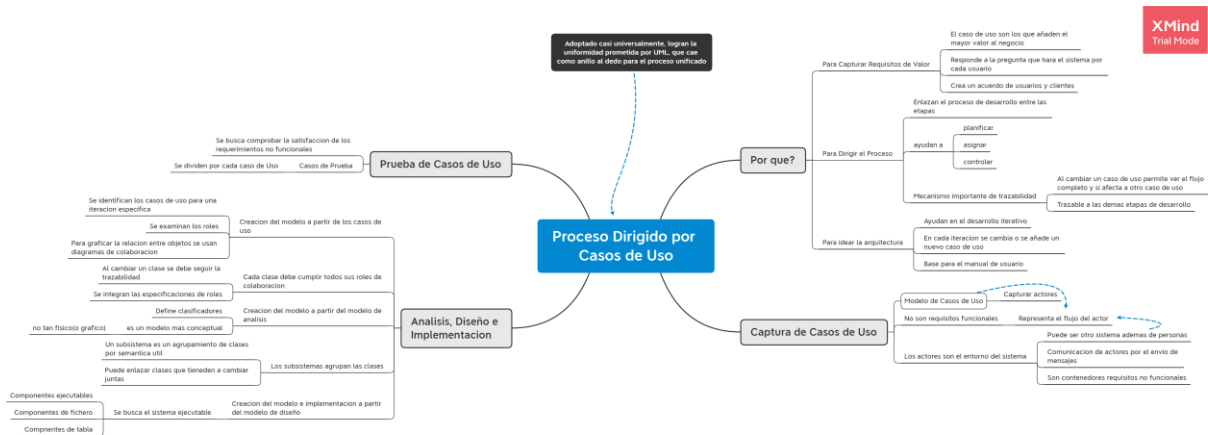 XMind
Trial Mode
Adoptado casi universalmente, logran la
uniformidad prometida por UML, que cae
como anillo al dedo para el proceso unificado
Proceso Dirigido por
Casos de Uso
Por que?
Para Capturar Requisitos de Valor
El caso de uso son los que añaden el
mayor valor al negocio
Responde a la pregunta que hara el sistema por
cada usuario
Crea un acuerdo de usuarios y clientes
Para Dirigir el Proceso
Enlazan el proceso de desarrollo entre las
etapas
ayudan a
planificar
asignar
controlar
Mecanismo importante de trazabilidad
Al cambiar un caso de uso permite ver el flujo
completo y si afecta a otro caso de uso
Trazable a las demas etapas de desarrollo
Para idear la arquitectura
Ayudan en el desarrollo iterativo
En cada iteracion se cambia o se añade un
nuevo caso de uso
Base para el manual de usuario
Captura de Casos de Uso
Modelo de Casos de Uso
Capturar actores
No son requisitos funcionales
Representa el flujo del actor
Los actores son el entorno del sistema
Puede ser otro sistema ademas de personas
Comunicacion de actores por el envio de
mensajes
Son contenedores requisitos no funcionales
Prueba de Casos de Uso
Se busca comprobar la satisfaccion de los
requerimientos no funcionales
Casos de Prueba
Se dividen por cada caso de Uso
Analisis, Diseño e
Implementacion
Creacion del modelo a partir de los casos de
uso
Se identifican los casos de uso para una
iteracion especifica
Se examinan los roles
Para graficar la relacion entre objetos se usan
diagramas de colaboracion
Cada clase debe cumplir todos sus roles de
colaboracion
Al cambiar un clase se debe seguir la
trazabilidad
Se integran las especificaciones de roles
Creacion del modelo a partir del modelo de
analisis
Define clasificadores
es un modelo mas conceptual
no tan fisico(o grafico)
Los subsistemas agrupan las clases
Un subsistema es un agrupamiento de clases
por semantica util
Puede enlazar clases que tieneden a cambiar
juntas
Creacion del modelo e implementacion a partir
del modelo de diseño
Se busca el sistema ejecutable
Componentes ejecutables
Componentes de fichero
Compnentes de tabla